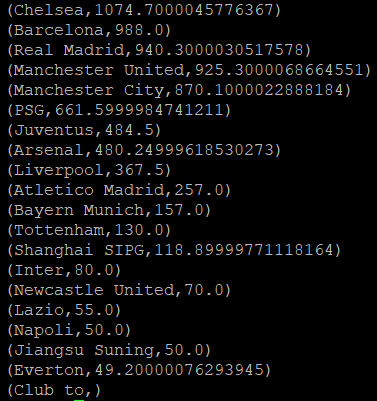 (Chelsea,1074.7000045776367)
(Barcelona,988.0)
(Real Madrid,940.3000030517578)
(Manchester United,925.3000068664551)
(Manchester City,870.1000022888184)
(PSG,661.5999984741211)
(Juventus,484.5)
(Arsenal,480.24999618530273)
(Liverpool,367.5)
(Atletico Madrid,257.0)
(Bayern Munich,157.0)
(Tottenham,130.0)
(Shanghai SIPG,118.89999771118164)
(Inter,80.0)
(Newcastle United,70.0)
(Lazio,55.0)
(Napoli,50.0)
(Jiangsu Suning,50.0)
(Everton,49.20000076293945)
(Club to,)